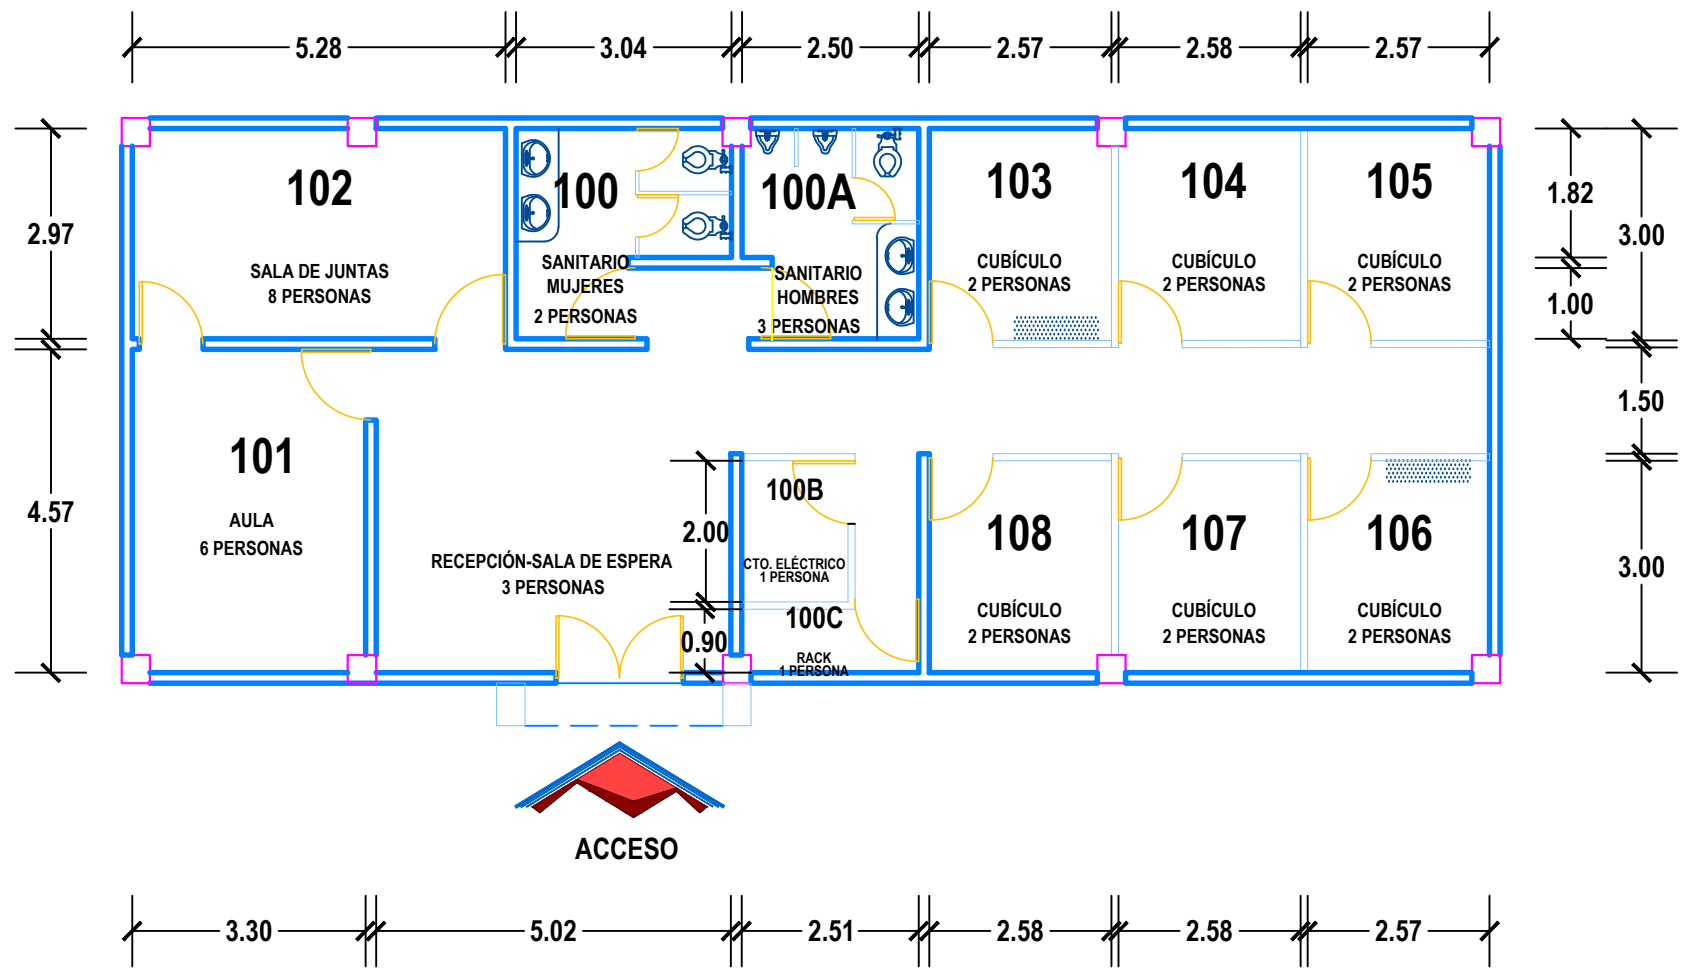 5.28
3.04
2.50
2.57
2.58
2.57
102
SALA DE JUNTAS
8 PERSONAS
100
SANITARIO
MUJERES
2 PERSONAS
100A
SANITARIO
HOMBRES
3 PERSONAS
103
CUBÍCULO
2 PERSONAS
104
CUBÍCULO
2 PERSONAS
105
CUBÍCULO
2 PERSONAS
1.82
3.00
1.00
1.50
3.00
2.97
4.57
101
AULA
6 PERSONAS
RECEPCIÓN-SALA DE ESPERA
3 PERSONAS
2.00
0.90
100B
CTO. ELÉCTRICO
1 PERSONA
100C
RACK
1 PERSONA
108
CUBÍCULO
2 PERSONAS
107
CUBÍCULO
2 PERSONAS
106
CUBÍCULO
2 PERSONAS
ACCESO
3.30
5.02
2.51
2.58
2.58
2.57